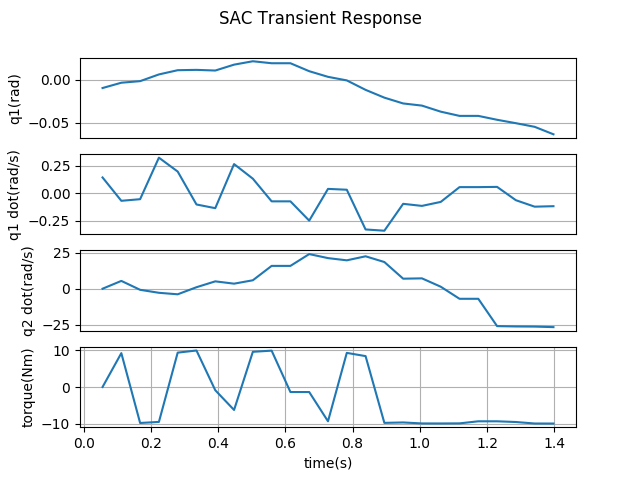 SAC Transient Response
0.00
−0.05
q1(rad)
0.25
0.00
−0.25
q1 dot(rad/s)
25
0
−25
q2 dot(rad/s)
10
0
−10
torque(Nm)
0.0 0.2 0.4 0.6 0.8 1.0 1.2 1.4
time(s)